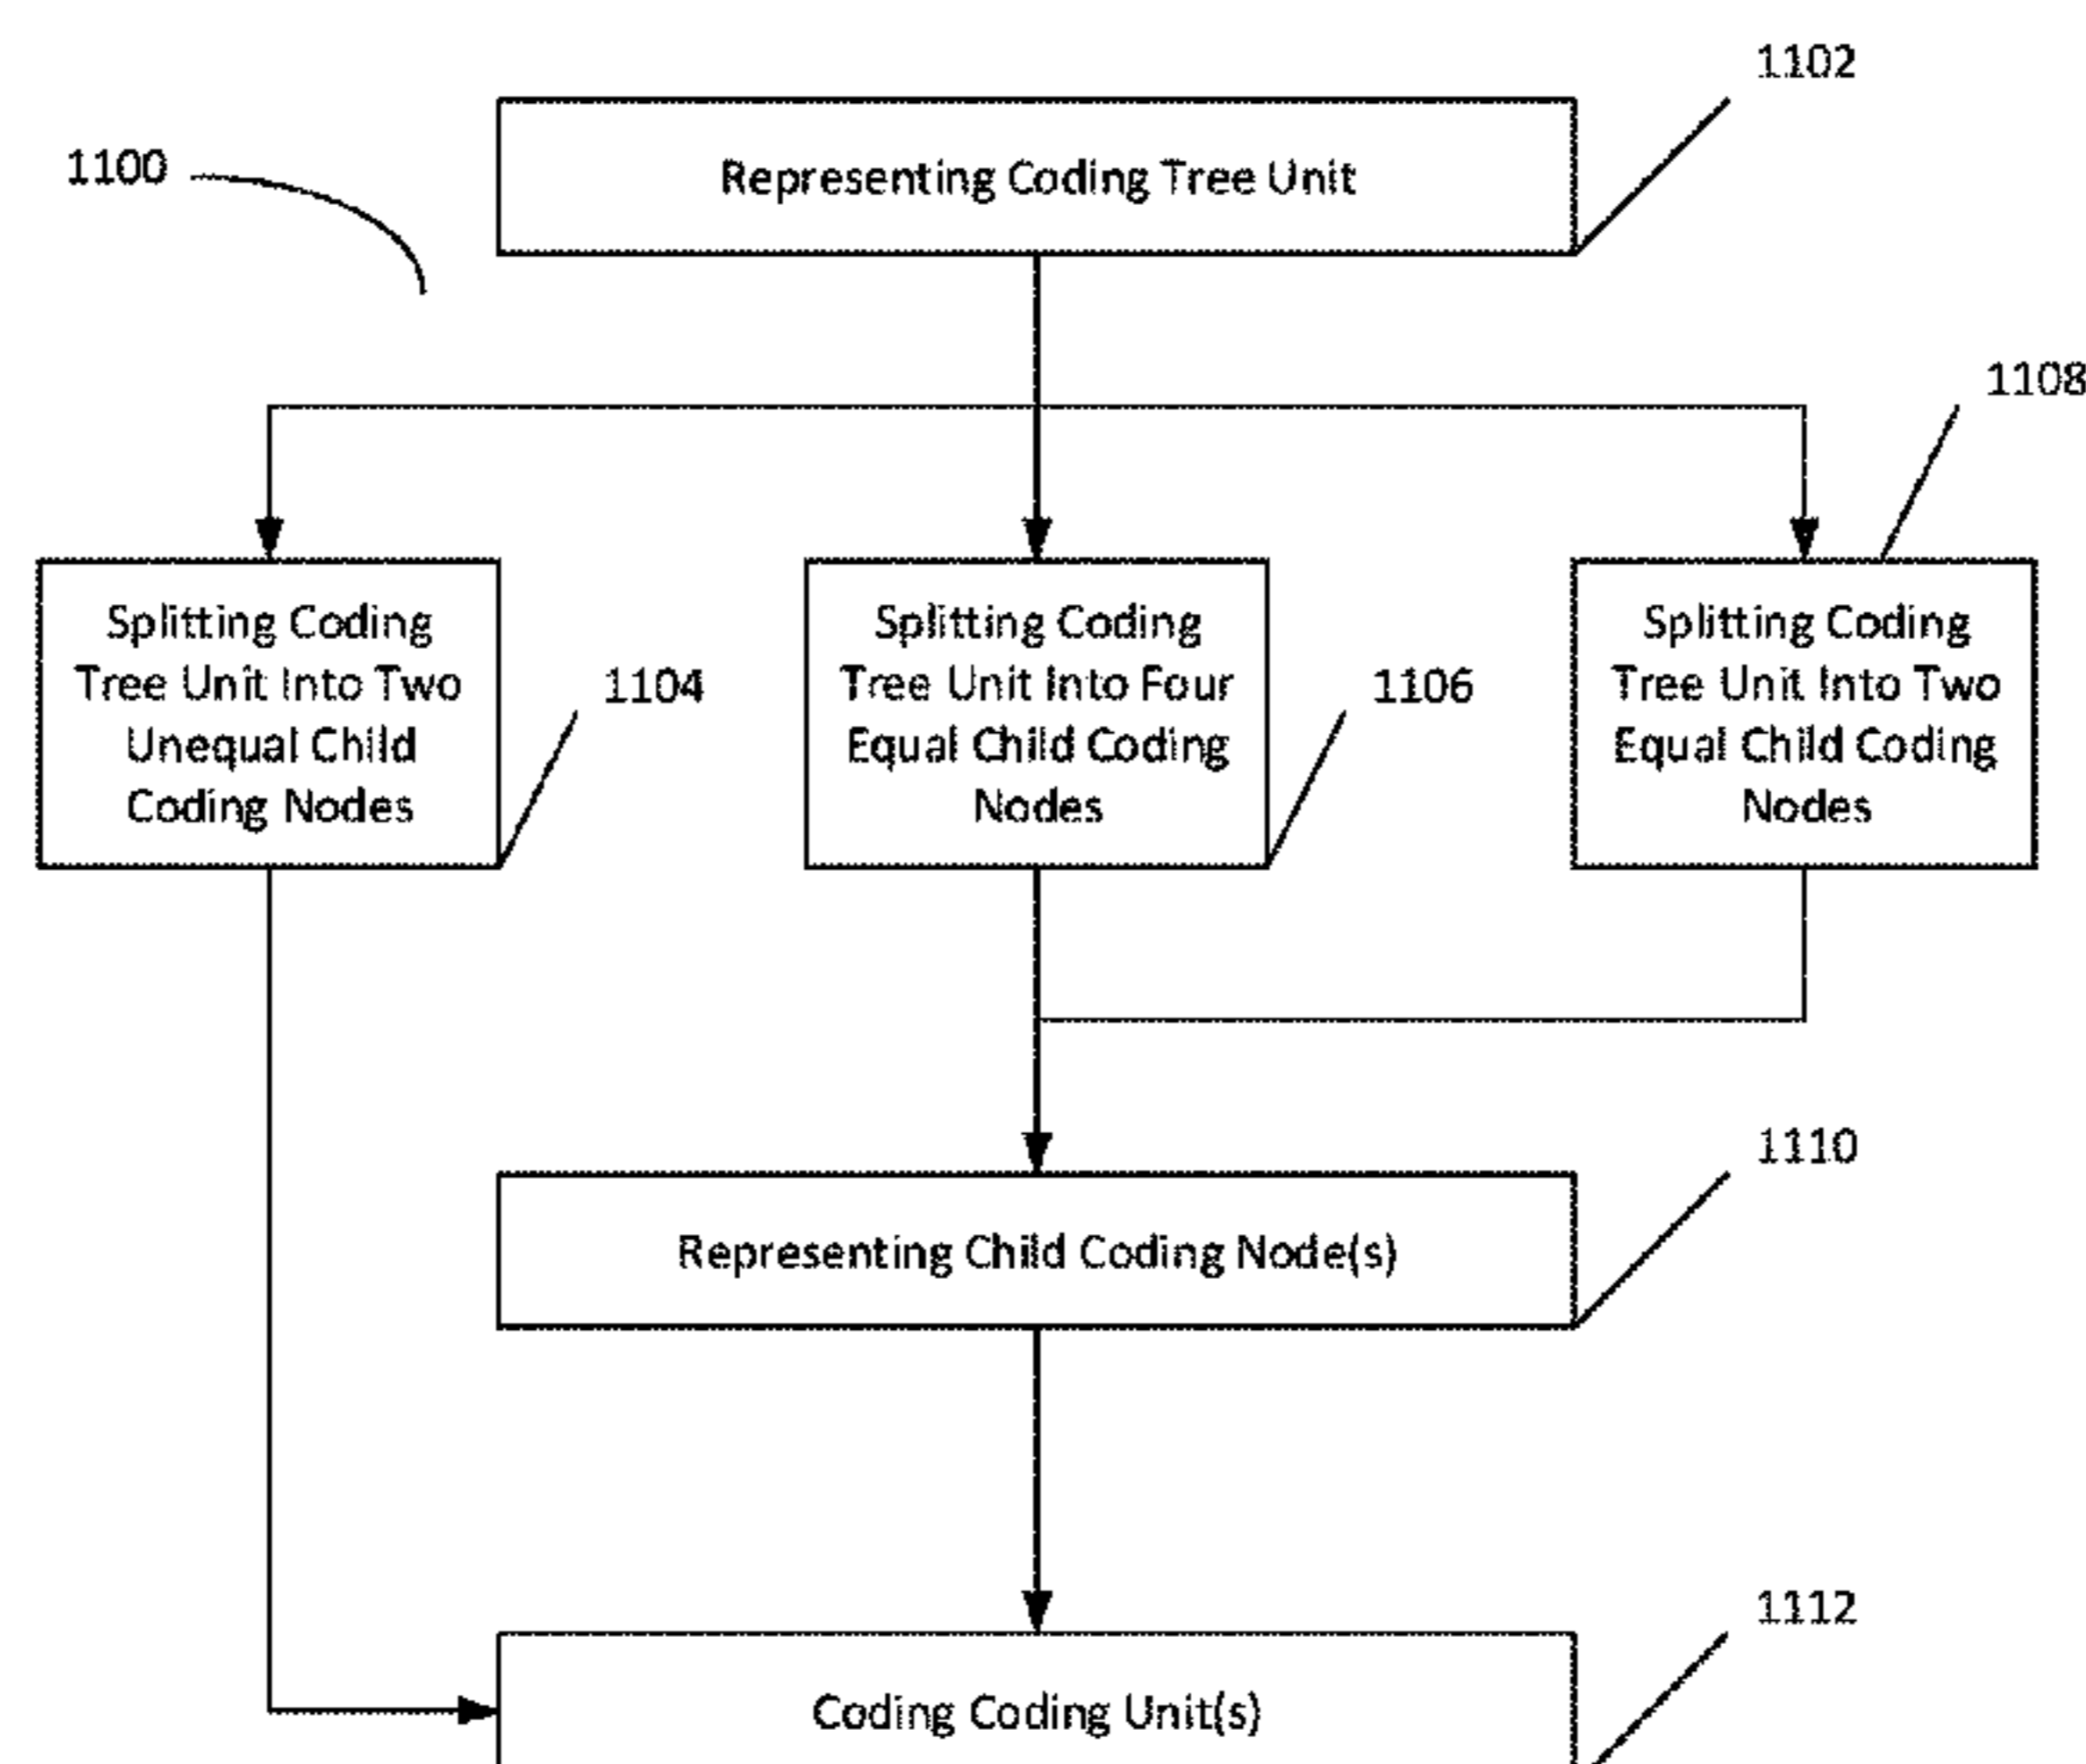 1102
1100
Representing Coding Tree Unit
1108
Splitting Coding
Tree Unit Into Two
Unequal Child
Coding Nodes
1104
Splitting Coding
Tree Unit Into Four
Equal Child Coding
Nodes
1106
Splitting Coding
Tree Unit Into Two
Equal Child Coding
Nodes
1110
Representing Child Coding Node(s)
1112
Coding Coding Unit(s)